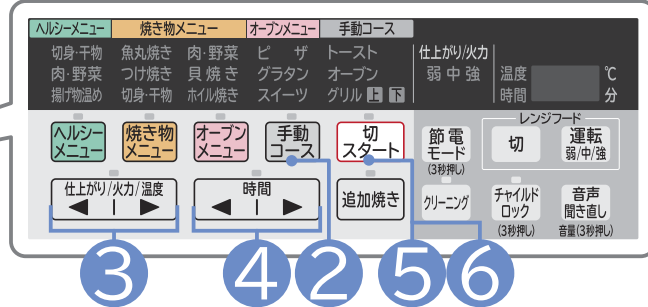 ヘルシーメニュー 焼き物メニュー オーブンメニュー 手動コース
切身・干物 魚丸焼き 肉・野菜 ピザ トースト 仕上がり/火力
肉・野菜 つけ焼き 貝焼き グラタン オーブン 弱 中 強 温度 ℃
揚げ物温め 切身・干物 ホイル焼き スイーツ グリル 上 下 時間 分
レンジフード
ヘルシー
メニュー
焼き物
メニュー
オーブン
メニュー
手動
コース
切
スタート
節電
モード
(3秒押し)
切
運転
弱/中/強
仕上がり/火力/温度
◀ | ▶
時間
◀ | ▶
追加焼き
クリーニング
チャイルド
ロック
(3秒押し)
音声
聞き直し
音量(3秒押し)
3 4 2 5 6